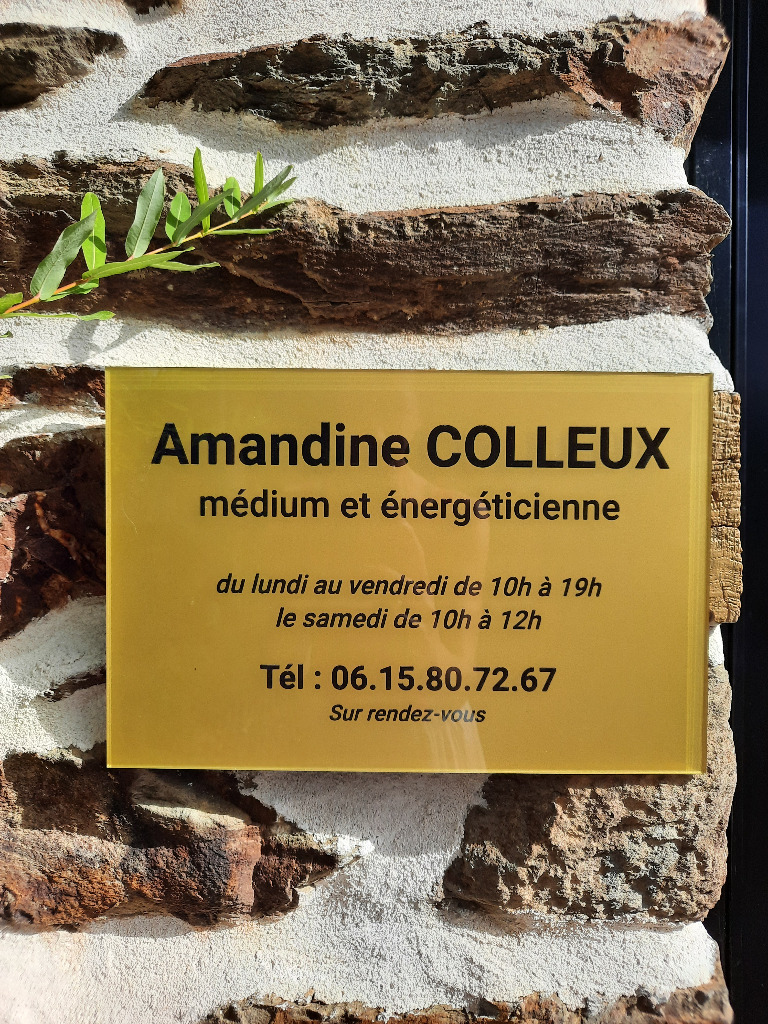 Amandine COLLEUX
médium et énergéticienne
du lundi au vendredi de 10h à 19h
le samedi de 10h à 12h
Tél : 06.15.80.72.67
Sur rendez-vous